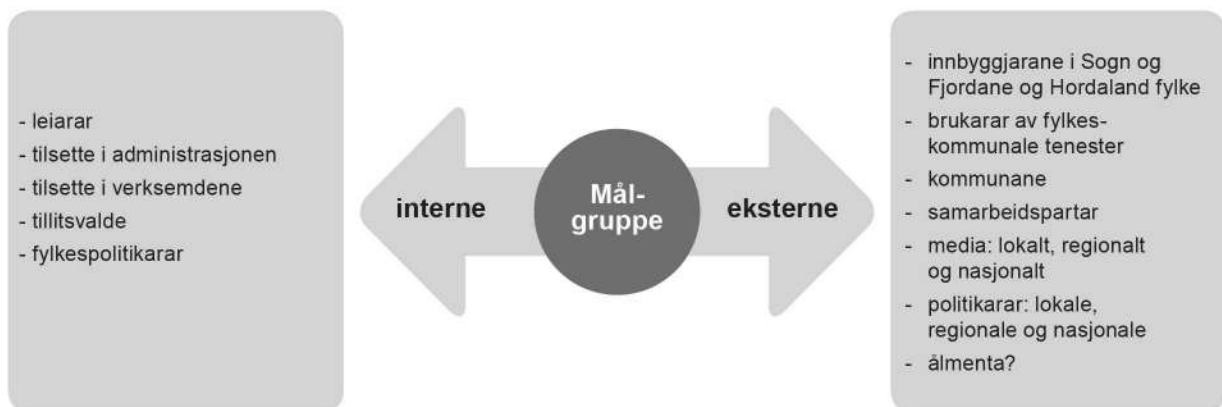 - leiarar
- tilsette i administrasjonen
- tilsette i verksemdene
- tillitsvalde
- fylkespolitikarar
interne
Mål-
gruppe
eksterne
- innbyggjarane i Sogn og
Fjordane og Hordaland fylke
- brukarar av fylkes-
kommunale tenester
- kommunane
- samarbeidspartar
- media: lokalt, regionalt
og nasjonalt
- politikarar: lokale,
regionale og nasjonale
- ålmenta?